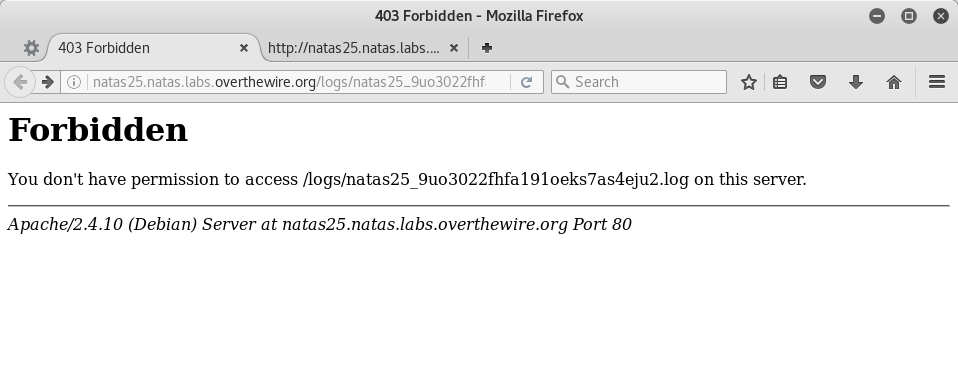 403 Forbidden - Mozilla Firefox
403 Forbidden
http://natas25.natas.labs....
natas25.natas.labs.overthewire.org/logs/natas25_9uo3022fhf
Search
Forbidden
You don't have permission to access /logs/natas25_9uo3022fhfa191oeks7as4eju2.log on this server.
Apache/2.4.10 (Debian) Server at natas25.natas.labs.overthewire.org Port 80